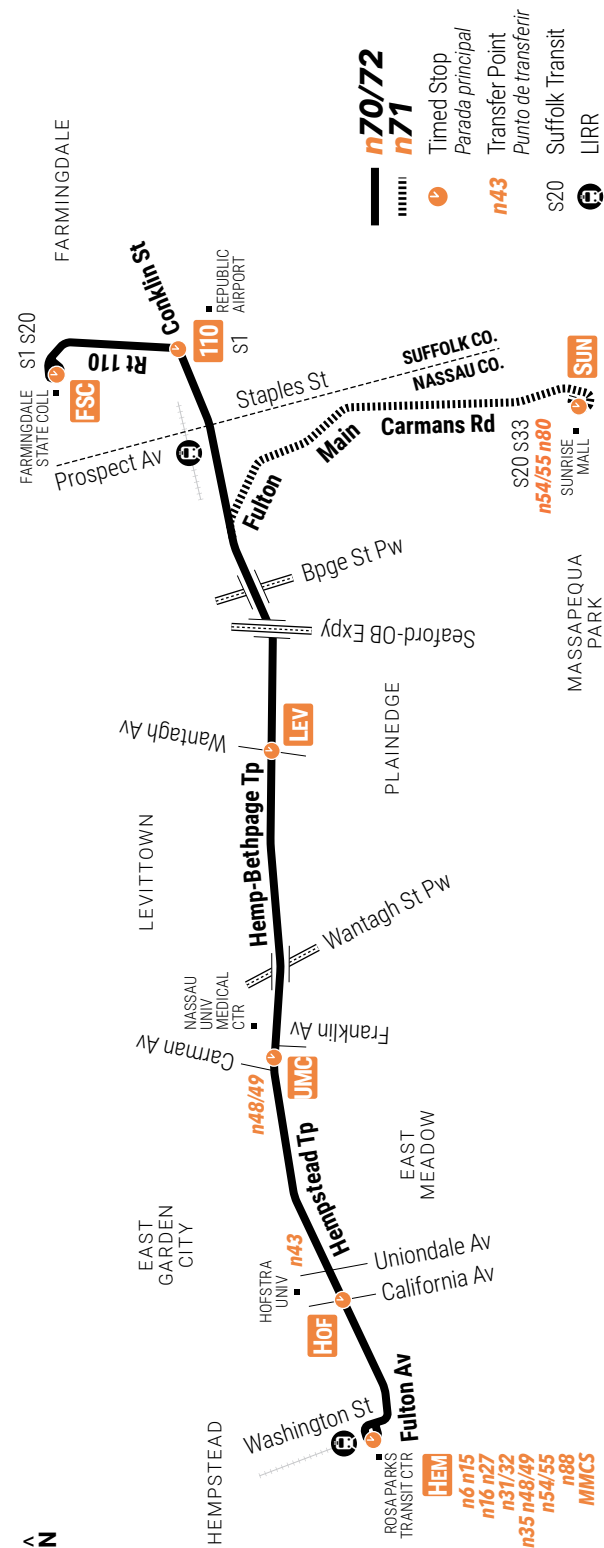 <N
HEMPSTEAD
Washington St
ROSA PARKS
TRANSIT CTR
HEM
n6 n15
n16 n27
n31/32
n35 n48/49
n54/55
n88
MMCS
Fulton Av
HOF
HOFSTRA
UNIV
n43
California Av
Uniondale Av
Hempstead Tp
EAST
GARDEN
CITY
EAST
MEADOW
n48/49
Carman Av
UMC
Franklin Av
NASSAU
UNIV
MEDICAL
CTR
Wantagh St Pw
LEVITTOWN
Hemp-Bethpage Tp
Wantagh Av
LEV
PLAINEDGE
Seaford-OB Expy
Bpge St Pw
Fulton
Main
Carmans Rd
MASSAPEQUA
PARK
S20 S33
n54/55 n80
SUNRISE
MALL
SUN
Prospect Av
Staples St
SUFFOLK CO.
NASSAU CO.
FARMINGDALE
STATE COLL
S1 S20
FSC
Rt 110
Conklin St
110
S1
REPUBLIC
AIRPORT
FARMINGDALE
n70/72
n71
Timed Stop
Parada principal
n43
Transfer Point
Punto de transferir
S20
Suffolk Transit
LIRR